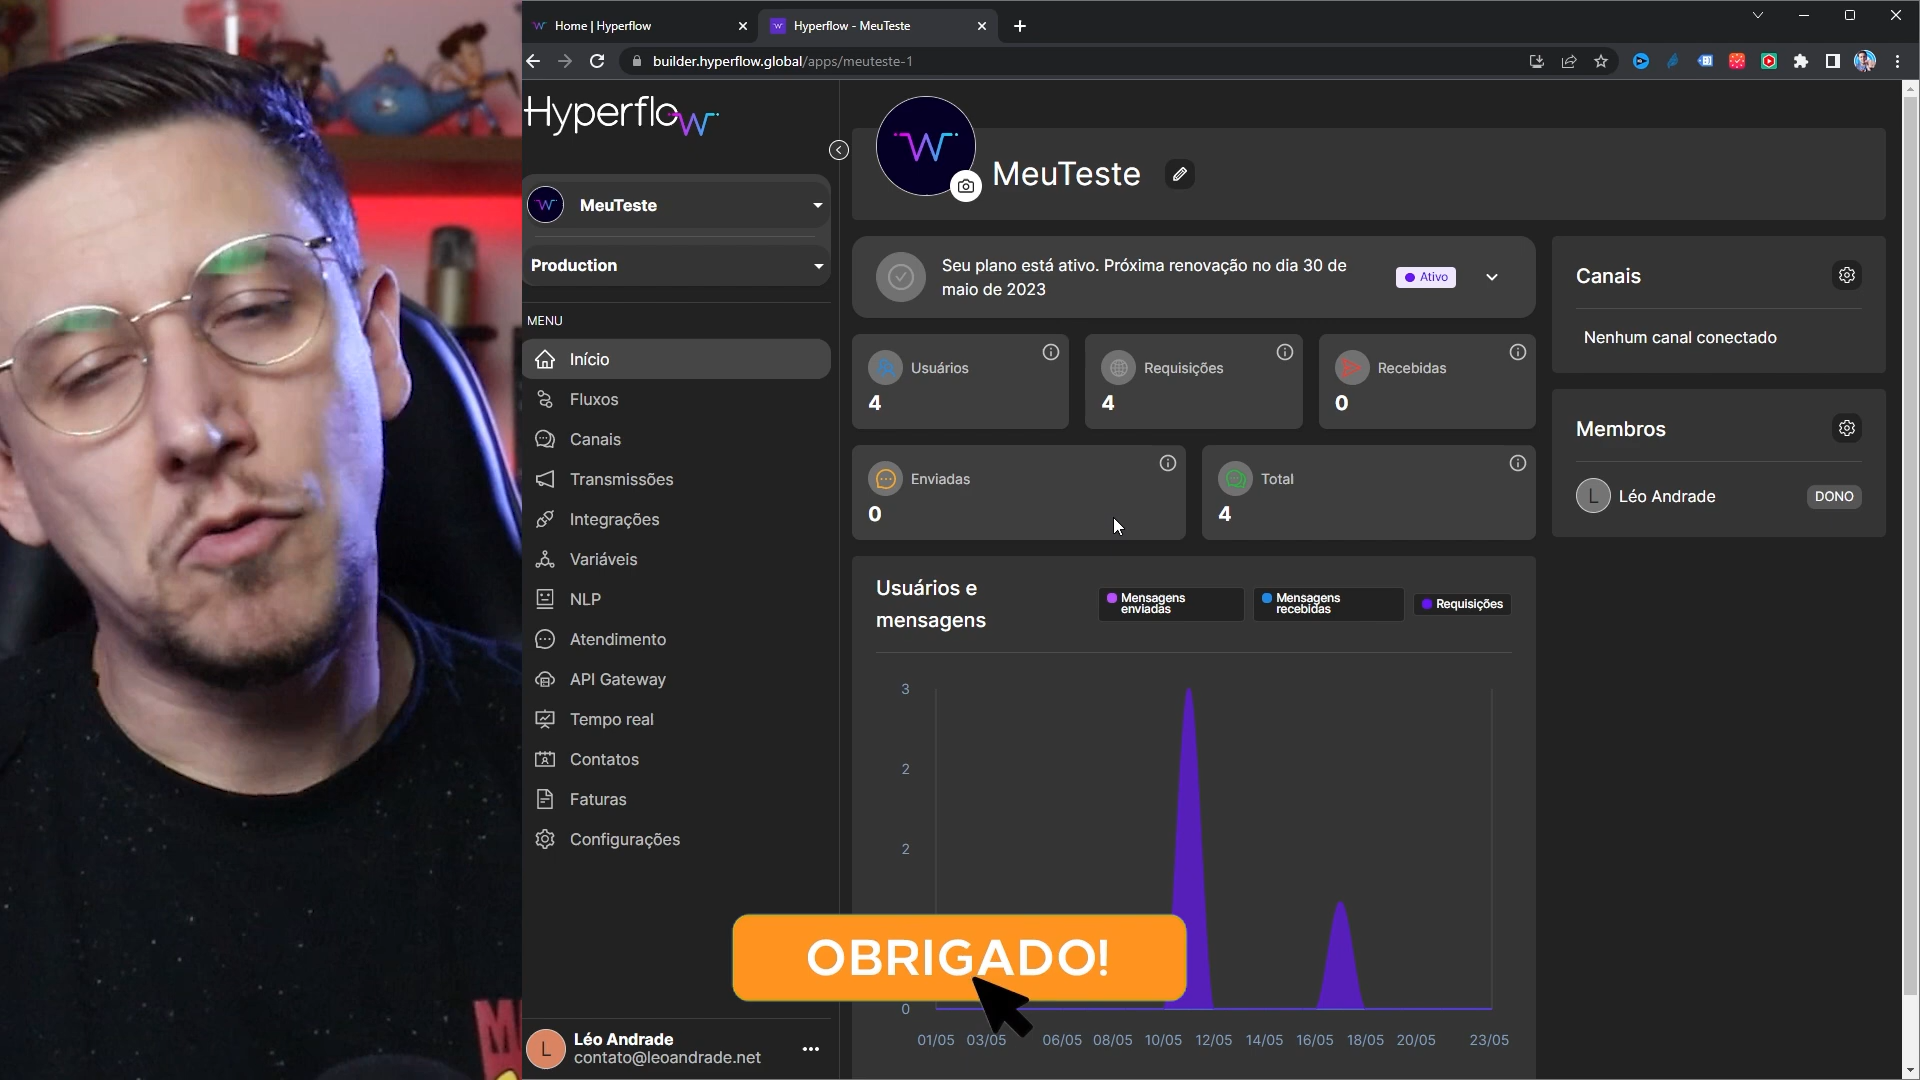 Home | Hyperflow
Hyperflow - MeuTeste
builder.hyperflow.global/apps/meuteste-1
Hyperflow
MeuTeste
Production
MENU
Início
Fluxos
Canais
Transmissões
Integrações
Variáveis
NLP
Atendimento
API Gateway
Tempo real
Contatos
Faturas
Configurações
L
Léo Andrade
contato@leoandrade.net
MeuTeste
Seu plano está ativo. Próxima renovação no dia 30 de
maio de 2023
Ativo
Usuários
4
Requisições
4
Recebidas
0
Enviadas
0
Total
4
Canais
Nenhum canal conectado
Membros
L
Léo Andrade
DONO
Usuários e
mensagens
Mensagens
enviadas
Mensagens
recebidas
Requisições
3
2
2
0
01/05 03/05 06/05 08/05 10/05 12/05 14/05 16/05 18/05 20/05 23/05
OBRIGADO!